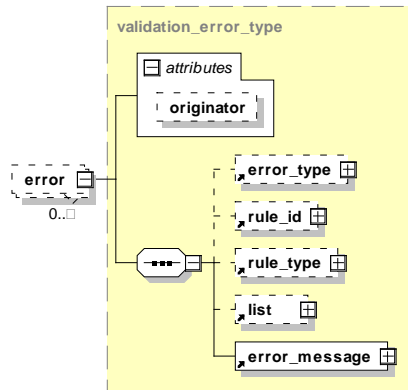 validation_error_type
attributes
originator
error
0..□
error_type
rule_id
rule_type
list
error_message